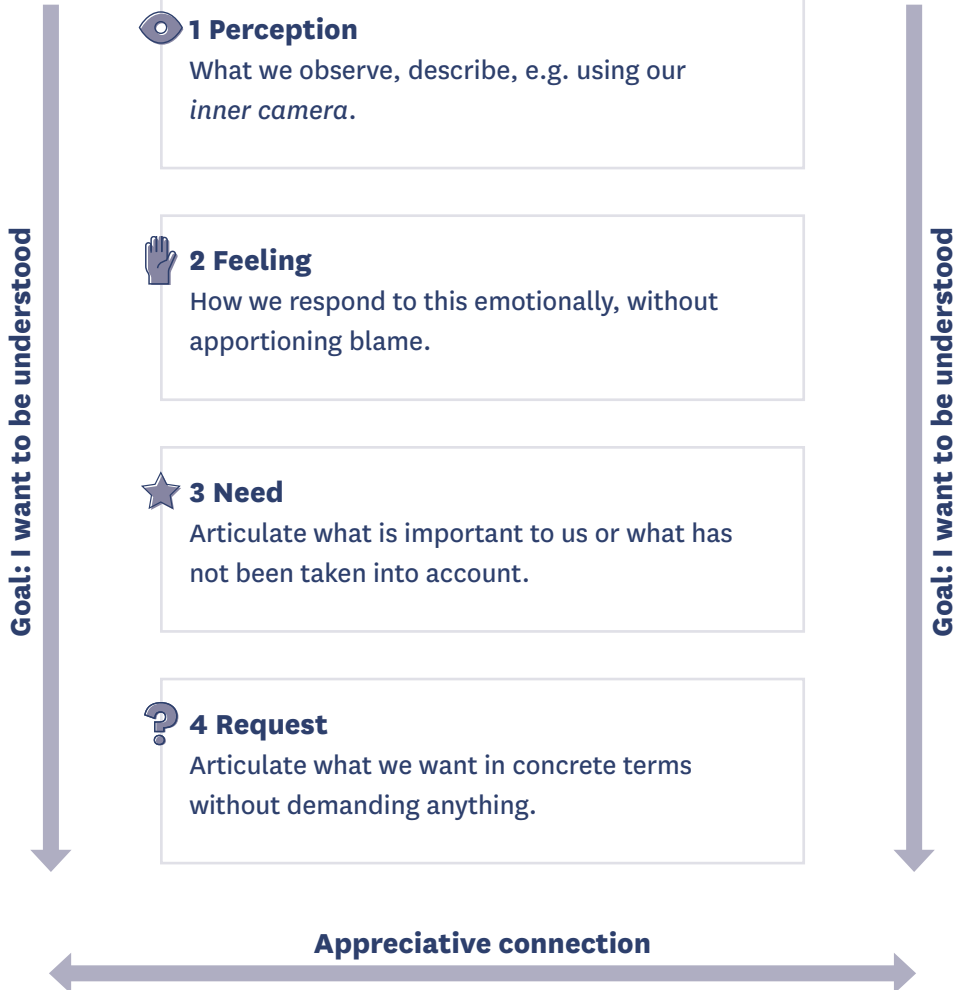 1 Perception
What we observe, describe, e.g. using our
inner camera.
2 Feeling
How we respond to this emotionally, without
apportioning blame.
3 Need
Articulate what is important to us or what has
not been taken into account.
4 Request
Articulate what we want in concrete terms
without demanding anything.
Goal: I want to be understood
Goal: I want to be understood
Appreciative connection